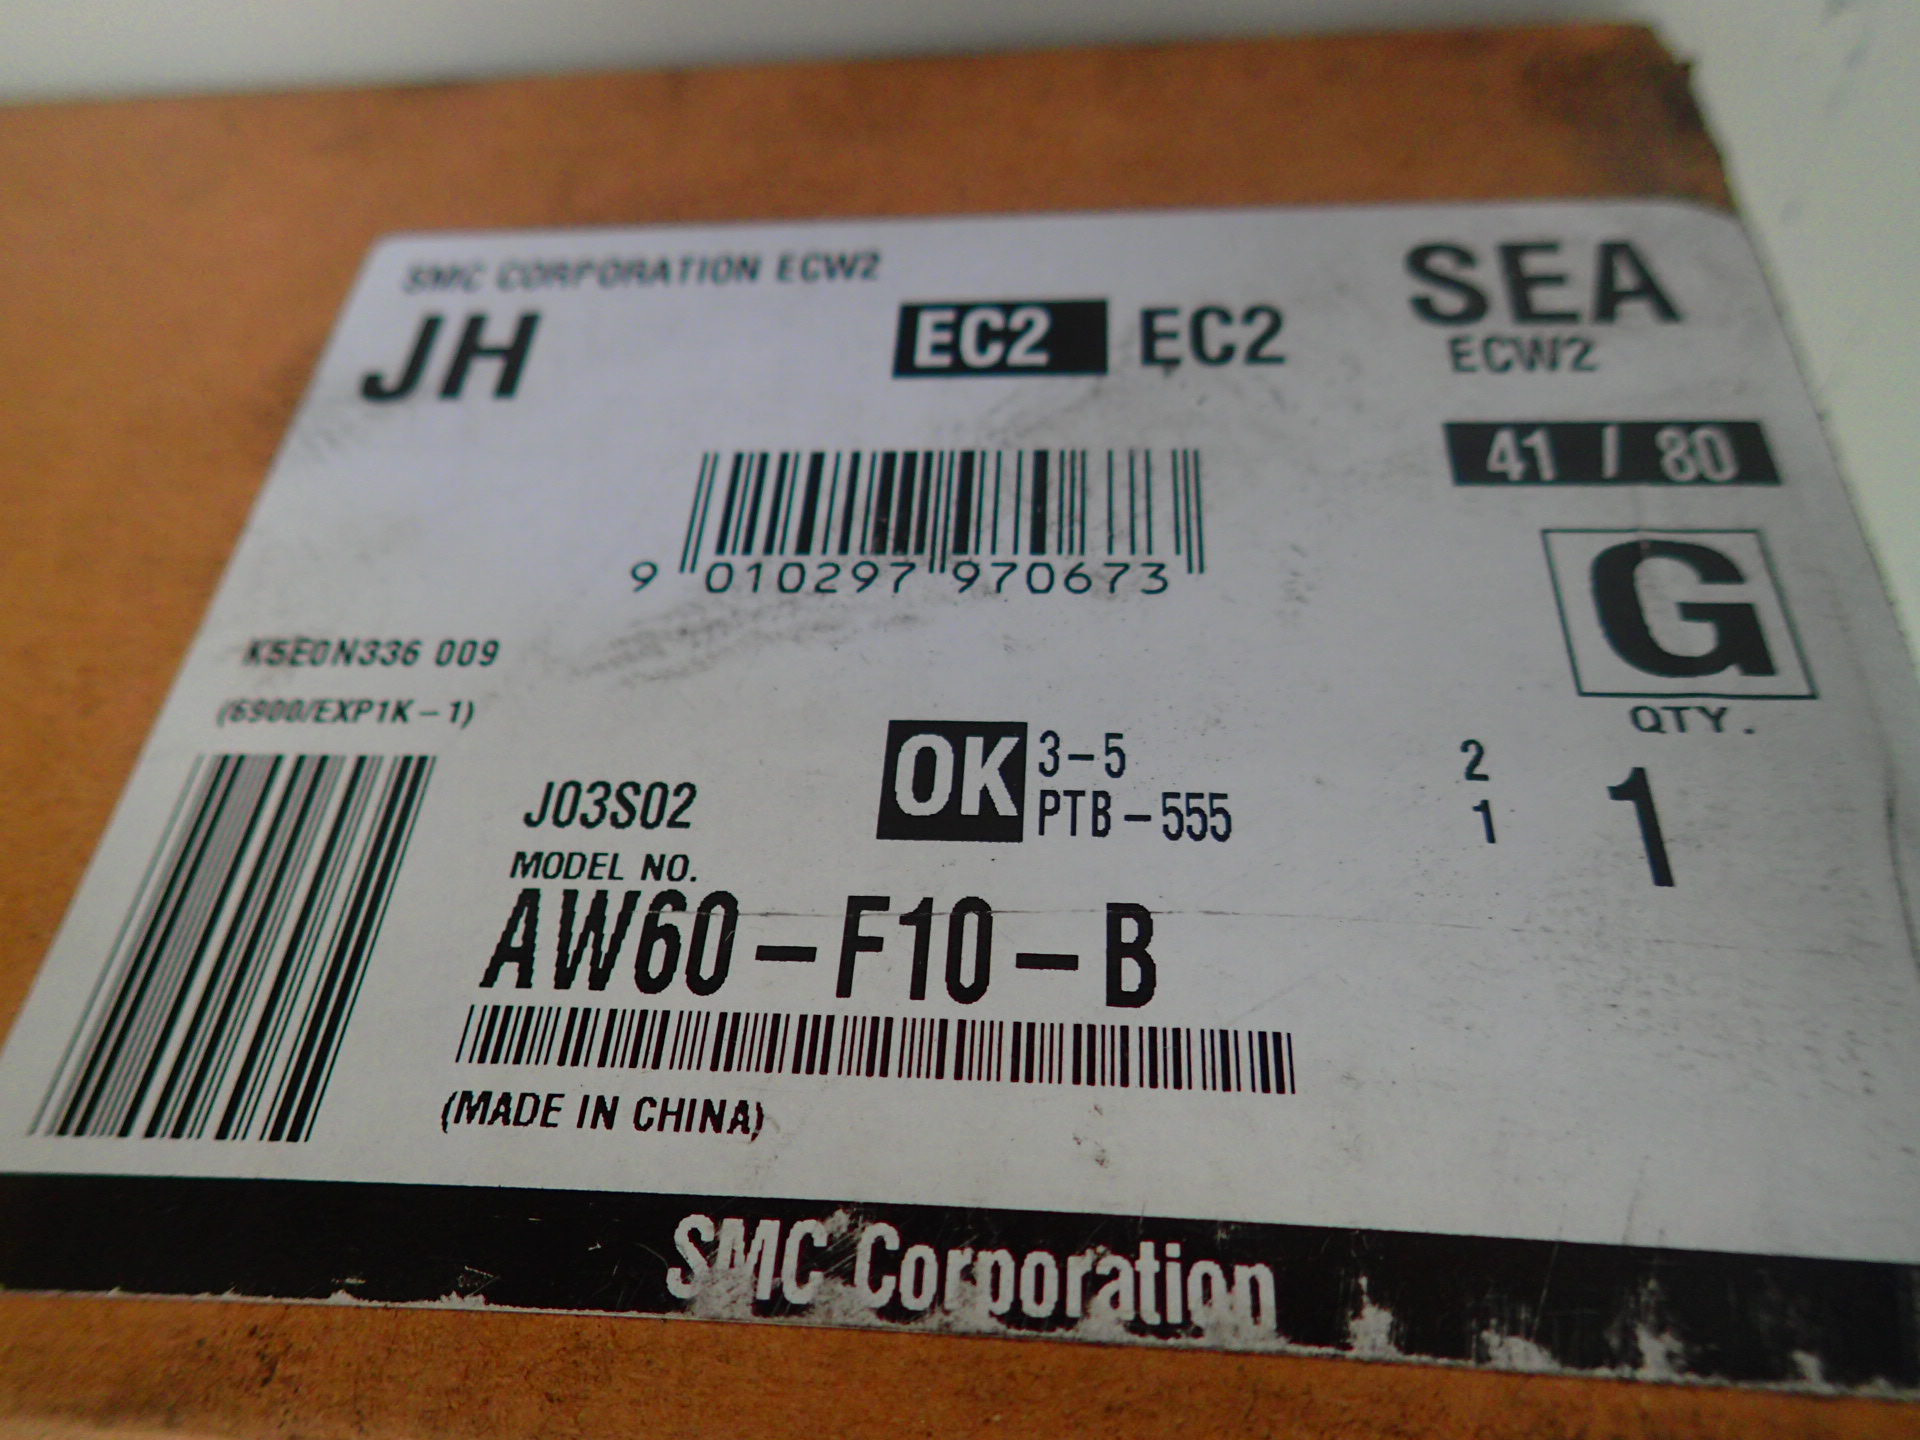 SMC CORPORATION ECW2
SEA
JH
EC2 EC2
ECW2
41 / 80
9 010297 970673
G
K5E0N336 009
(6900/EXP1K-1)
QTY.
OK 3-5
2
J03S02
PTB-555
1
1
MODEL NO.
AW60-F10-B
(MADE IN CHINA)
SMC Corporation